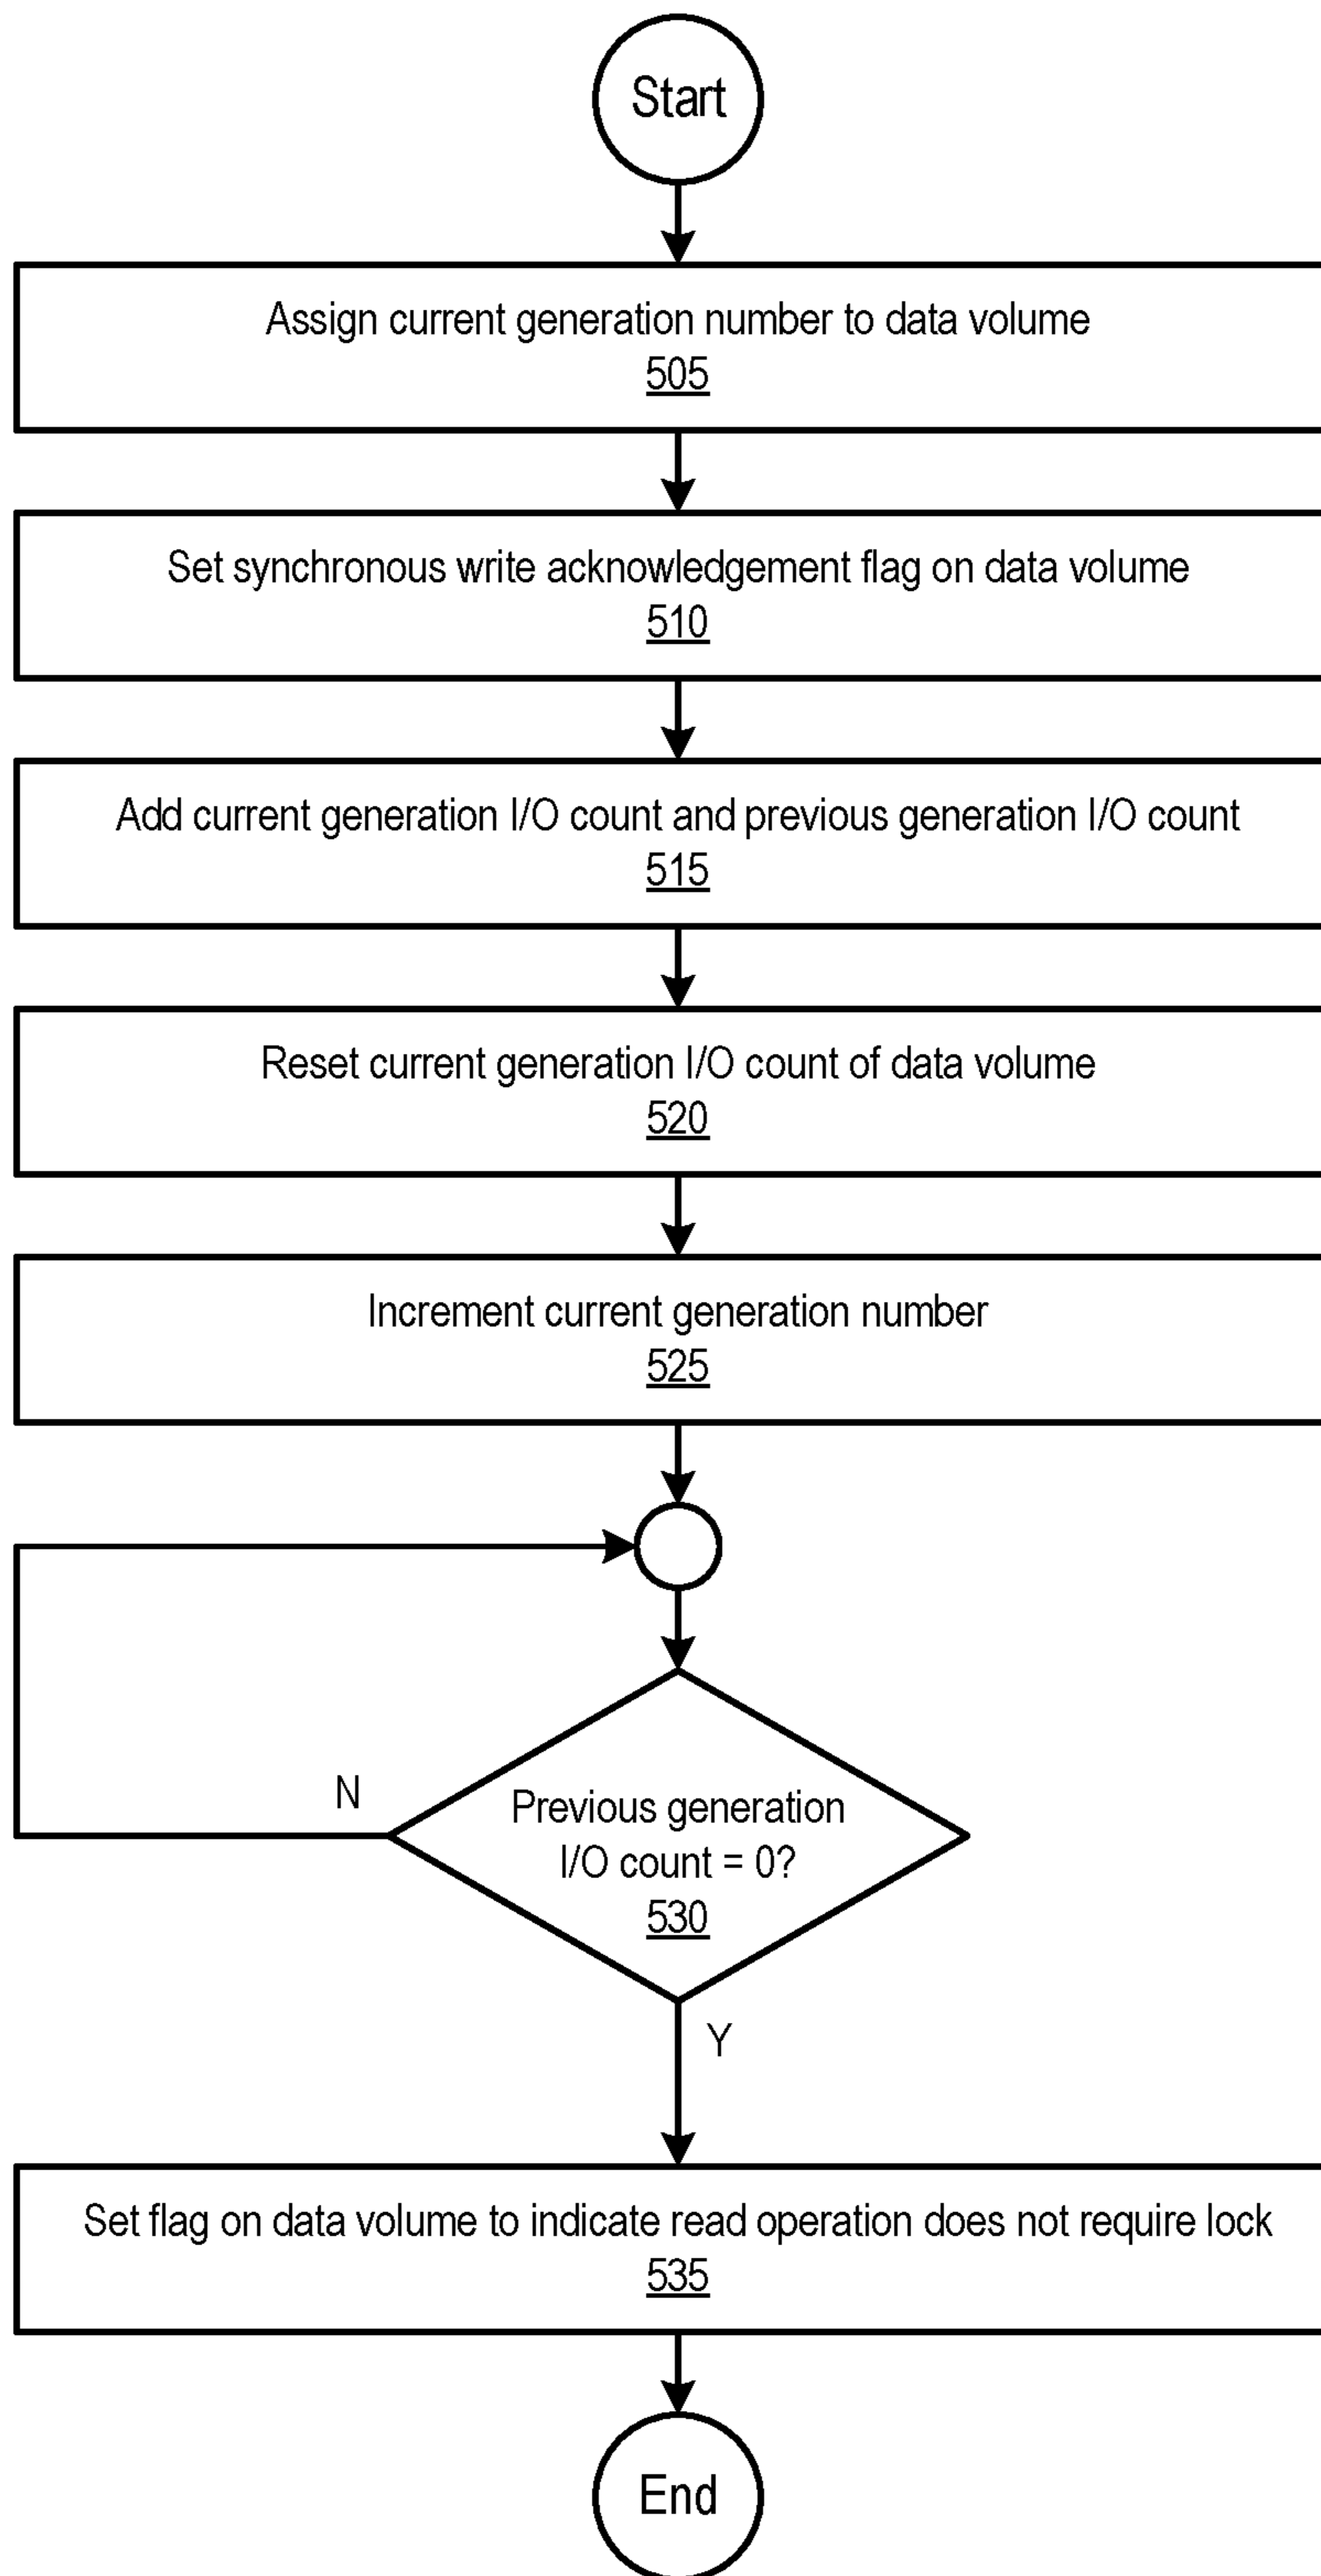 Start
Assign current generation number to data volume
505
Set synchronous write acknowledgement flag on data volume
510
Add current generation I/O count and previous generation I/O count
515
Reset current generation I/O count of data volume
520
Increment current generation number
525
N
Previous generation
I/O count = 0?
530
Y
Set flag on data volume to indicate read operation does not require lock
535
End